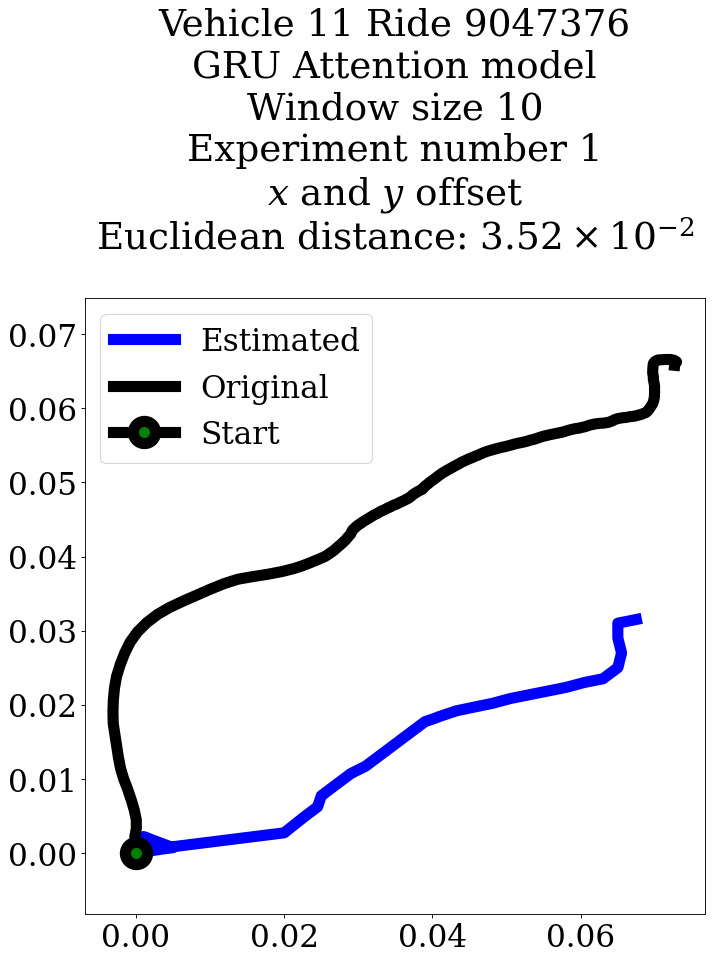 Vehicle 11 Ride 9047376
GRU Attention model
Window size 10
Experiment number 1
x and y offset
Euclidean distance: 3.52 × 10⁻²
Estimated
Original
Start
0.07
0.06
0.05
0.04
0.03
0.02
0.01
0.00
0.00 0.02 0.04 0.06